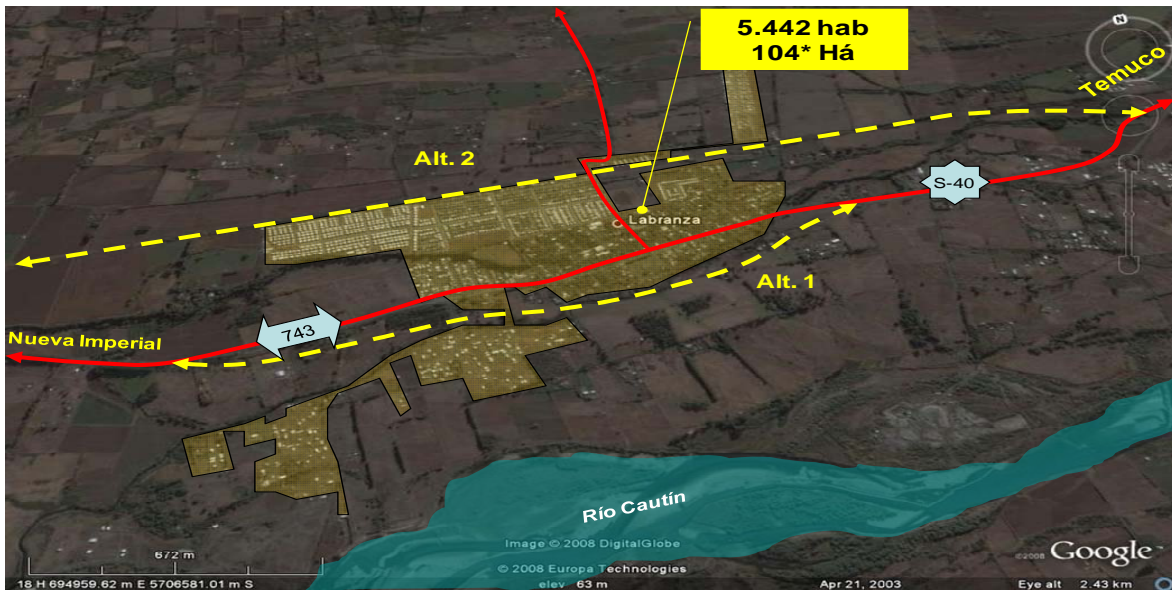 5.442 hab
104* Há
N
Temuco
Alt. 2
S-40
Labranza
Alt. 1
743
Nueva Imperial
Río Cautín
672 m
Image © 2008 DigitalGlobe
© 2008 Europa Technologies
©2008 Google
18 H 694959.62 m E 5706581.01 m S
elev 63 m
Apr 21, 2003
Eye alt 2.43 km